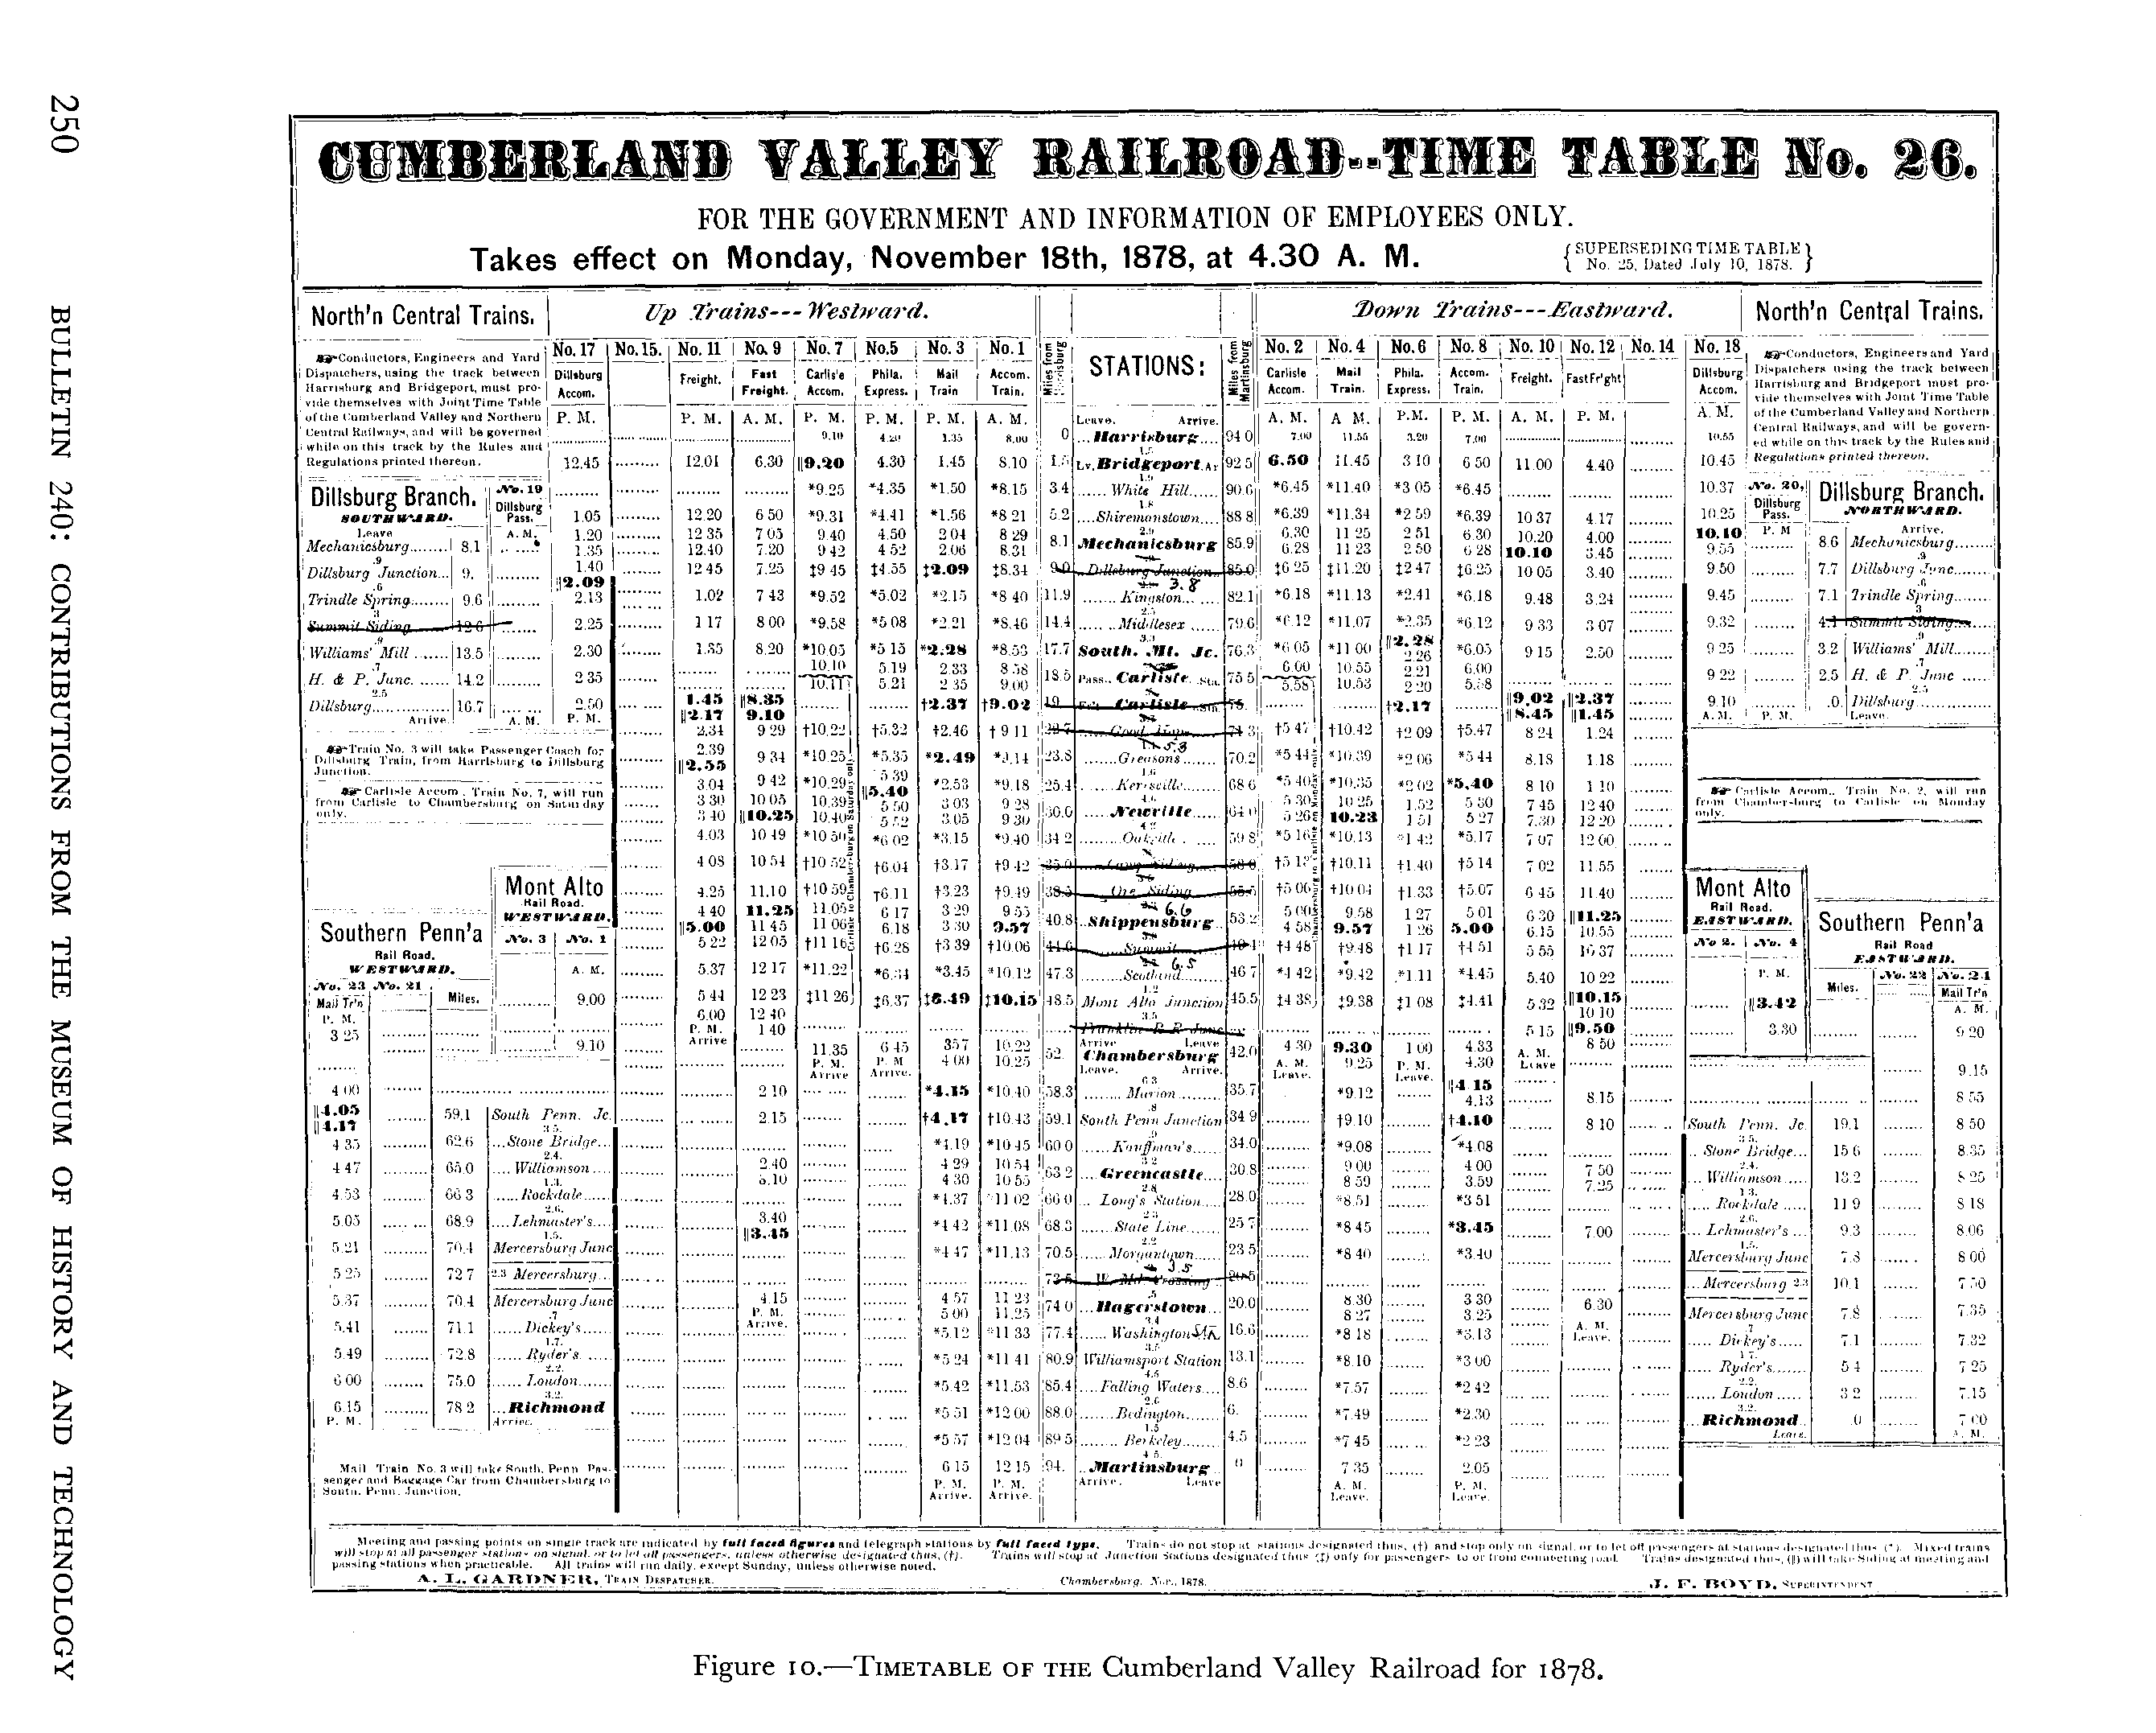 250
BULLETIN 240: CONTRIBUTIONS FROM THE MUSEUM OF HISTORY AND TECHNOLOGY
CUMBERLAND VALLEY RAILROAD--TIME TABLE No. 26.
FOR THE GOVERNMENT AND INFORMATION OF EMPLOYEES ONLY.
Takes effect on Monday, November 18th, 1878, at 4.30 A. M.
{ SUPERSEDING TIME TABLE }
{ No. 25, Dated July 10, 1878. }
North'n Central Trains.
Conductors, Engineers and Yard
Dispatchers, using the track between
Harrisburg and Bridgeport, must pro-
vide themselves with Joint Time Table
of the Cumberland Valley and Northern
Central Railways, and will be governed
while on this track by the Rules and
Regulations printed thereon.
Up Trains---Westward.
No. 17 No. 15. No. 11 No. 9 No. 7 No. 5 No. 3 No. 1
Dillsburg Accom. Freight. Fast Freight. Carlis'e Accom. Phila. Express. Mail Train Accom. Train.
P. M. P. M. A. M. P. M. P. M. P. M. A. M.
STATIONS:
Miles from Martinsburg
Leave. Arrive.
Down Trains---Eastward.
No. 2 No. 4 No. 6 No. 8 No. 10 No. 12 No. 14 No. 18
Carlisle Accom. Mail Train. Phila. Express. Accom. Train. Freight. Fast Fr'ght Dillsburg Accom.
A. M. A M. P.M. P. M. A. M. P. M. A. M.
North'n Central Trains.
Conductors, Engineers and Yard
Dispatchers using the track between
Harrisburg and Bridgeport must pro-
vide themselves with Joint Time Table
of the Cumberland Valley and Northern
Central Railways, and will be govern-
ed while on this track by the Rules and
Regulations printed thereon.
9.10 4.20 1.35 8.00 0 Harrisburg 94 0 7.00 11.55 3.20 7.00 10.55
12.45 12.01 6.30 9.20 4.30 1.45 8.10 1.5 Lv. Bridgeport Ar 92 5 6.50 11.45 3 10 6 50 11.00 4.40 10.45
*9.25 *4.35 *1.50 *8.15 3.4 White Hill 90.6 *6.45 *11.40 *3 05 *6.45 10.37
1.05 12.20 6 50 *9.31 *4.41 *1.56 *8 21 5.2 Shiremanstown 88 8 *6.39 *11.34 *2 59 *6.39 10 37 4.17 10.25
1.20 12 35 7 05 9.40 4.50 2 04 8 29 6.30 11 25 2 51 6.30 10.20 4.00 10.10
1.35 12.40 7.20 9 42 4 52 2.06 8.31 8.1 Mechanicsburg 85.9 6.28 11 23 2 50 6 28 10.10 3.45 9.55
1.40 12 45 7.25 ‡9 45 ‡4.55 ‡2.09 ‡8.34 9.0 Dillsburg Junction 85.0 ‡6 25 ‡11.20 ‡2 47 ‡6.25 10 05 3.40 9.50
2.09
2.13 1.02 7 43 *9.52 *5.02 *2.15 *8 40 11.9 Kingston 82.1 *6.18 *11.13 *2.41 *6.18 9.48 3.24 9.45
2.25 1 17 8.00 *9.58 *5 08 *2.21 *8.46 14.4 Middlesex 79.6 *6.12 *11.07 *2.35 *6.12 9 33 3 07 9.32
2.30 1.35 8.20 *10.05 *5 15 *2.28 *8.53 17.7 South. Mt. Jc. 76.3 *6 05 *11 00 2.28 2.26 *6.05 9 15 2.50 9 25
2 35 10.10 5.19 2.33 8 58 6.00 10.55 2 21 6.00 9 22
10.11 5.21 2 35 9.00 18.5 Pass. Carlisle Sta. 75 5 5.58 10.53 2 20 5.58
2.50 1.45 8.35 †2.37 †9.02 19 Carlisle †2.17 9.02 2.37 9.10
2.17 9.10 8.45 1.45
2.34 9 29 †10.22 †5.32 †2.46 †9 11 †5 47 †10.42 †2 09 †5.47 8 24 1.24
2.39
2.55 9 34 *10.25 *5.35 *2.49 23.8 Greasons 70.2 *5 44 *10.39 *2 06 *5 44 8.18 1.18
3.04 9 42 *10.29 5 39 5.40 *2.53 *9.18 25.4 Kerrsville 68 6 *5 40 *10.35 *2 02 *5.40 8 10 1 10
3 30 10 05 10.39 5 50 3 03 9 28 5 30 10 25 1.52 5 30 7 45 12 40
3 40 10.25 10.40 5 52 3 05 9 30 30.0 Newville 5 26 10.23 1 51 5 27 7.30 12 20
4.03 10 49 *10 50 *6 02 *3.15 *9.40 34 2 Oakville 59 8 *5 16 *10.13 *1 42 *5.17 7 07 12 00
4 08 10 54 †10 52 †6.04 †3.17 †9 42 †10.11 †1.40 †5 14 7 02 11.55
4.25 11.10 †10 59 6.11 †3.23 †9.49 Ore Siding †5 06 †10 04 †1.33 †5.07 6 45 11.40
4 40 11.25 11.05 6 17 3 29 9 55 9.58 1 27 5 01 6 30 11.25
5.00 11 45 11 06 6.18 3 30 9.57 40.8 Shippensburg 53.2 4 58 9.57 1 26 5.00 6.15 10.55
5 22 12 05 †11 16 †6.28 †3 39 †10.06 Summit †4 48 †9.48 †1 17 †4 51 5 55 10 37
5.37 12 17 *11.22 *6.34 *3.45 *10.12 47.3 Scotland 46 7 *4 42 *9.42 *1.11 *4.45 5.40 10 22
9.00 5 44 12 23 ‡11 26 ‡6.37 ‡3.49 ‡10.15 48.5 Mont Alto Junction 45.5 ‡4 38 ‡9.38 ‡1 08 ‡4.41 5 32 10.15
6.00 12 40 10 10
P. M. 1 40 5 15 9.50
Arrive
9.10 11.35 6 45 3 57 10.22 Arrive Leave 4 30 9.30 1 00 4.33 A. M. 8 50
P. M. P. M 4 00 10.25 52. Chambersburg 42.0 A. M. 9.25 P. M. 4.30 Leave
Arrive Arrive. Leave. Arrive. Leave. Leave.
2 10 *4.15 *10.40 58.3 Marion 35.7 *9.12 4 15 4.13 8.15
2.15 †4.17 †10.43 59.1 South Penn Junction 34 9 †9.10 †4.10 8 10
*4.19 *10 45 60 0 Kauffman's 34.0 *9.08 *4.08
2.40 4 29 10 54 9 00 4 00 7 50
3.10 4 30 10 55 63 2 Greencastle 30.8 8 59 3.59 7.25
*4.37 *11 02 66 0 Long's Station 28.0 *8.51 *3 51
3.40
3.45 *4 42 *11.08 68.3 State Line 25 7 *8 45 *3.45 7.00
*4 47 *11.13 70.5 Morgantown 23 5 *8 40 *3.40
4.15 4 57 11 23 8.30 3 30 6.30
P. M. 5 00 11.25 74 0 Hagerstown 20.0 8 27 3.25 A. M.
Arrive. Leave.
*5.12 *11 33 77.4 Washington 16.6 *8 18 *3.13
*5 24 *11 41 80.9 Williamsport Station 13.1 *8.10 *3 00
*5.42 *11.53 85.4 Falling Waters 8.6 *7.57 *2 42
*5 51 *12 00 88.0 Bedington 6. *7.49 *2.30
*5 57 *12 04 89 5 Berkeley 4.5 *7 45 *2 23
6 15 12 15 94. Martinsburg 0 7 35 2.05
P. M. P. M. Arrive. Leave A. M. P. M.
Arrive. Arrive. Leave. Leave.
Dillsburg Branch.
SOUTHWARD.
No. 19
Dillsburg Pass.
Leave A. M.
Mechanicsburg 8.1
.9
Dillsburg Junction 9.
.6
Trindle Spring 9.6
3
Summit Siding 12 6
.9
Williams' Mill 13.5
.7
H. & P. Junc. 14.2
2.5
Dillsburg 16.7
Arrive. A. M. P. M.
Train No. 3 will take Passenger Coach for
Dillsburg Train, from Harrisburg to Dillsburg
Junction.
Carlisle Accom. Train No. 7, will run
from Carlisle to Chambersburg on Saturday
only.
Mont Alto
Rail Road.
WESTWARD.
No. 3 No. 1
A. M.
Southern Penn'a
Rail Road.
WESTWARD.
No. 23 No. 21
Mail Tr'n Miles.
P. M.
3 25
4 00
4.05
4.17 59.1 South Penn. Jc.
3 5.
4 35 62.6 Stone Bridge
2.4.
4 47 65.0 Williamson
1.3.
4.53 66 3 Rockdale
2.6.
5.05 68.9 Lehmaster's
1.5.
5.21 70.4 Mercersburg Junc
5 25 72 7 2.3 Mercersburg
5.37 70.4 Mercersburg Junc
.7
5.41 71.1 Dickey's
1.7.
5.49 72.8 Ryder's
2.2.
6 00 75.0 London
3.2.
6.15 78 2 Richmond
P. M. Arrive.
Mail Train No. 3 will take South. Penn Pas-
senger and Baggage Car from Chambersburg to
South. Penn. Junction.
No. 20,
Dillsburg Pass.
P. M
Dillsburg Branch.
NORTHWARD.
Arrive.
8.6 Mechanicsburg
.9
7.7 Dillsburg Junc.
.6
7.1 Trindle Spring
3
Summit Siding
.9
3.2 Williams' Mill
.7
2.5 H. & P. Junc
2.5
.0 Dillsburg
A. M. P. M. Leave.
Carlisle Accom., Train No. 2, will run
from Chambersburg to Carlisle on Monday
only.
Mont Alto
Rail Road.
EASTWARD.
No 2. No. 4
P. M.
3.42
3.30
Southern Penn'a
Rail Road
EASTWARD.
No. 22 No. 24
Miles. Mail Tr'n
A. M.
9 20
9.15
8 55
South Penn. Jc. 19.1 8 50
3 5.
Stone Bridge 15 6 8.35
2.4.
Williamson 13.2 8 25
1 3.
Rockdale 11 9 8 18
2.6.
Lehmaster's 9.3 8.06
1.5.
Mercersburg Junc 7.8 8 00
Mercersburg 2.3 10.1 7.50
Mercersburg Junc 7.8 7.35
.7
Dickey's 7.1 7.32
1 7.
Ryder's 5 4 7 25
2.2.
London 3 2 7.15
3.2.
Richmond .0 7 00
Leave. A. M.
Meeting and passing points on single track are indicated by full faced figures and telegraph stations by full faced type. Trains do not stop at stations designated thus, (†) and stop only on signal, or to let off passengers at stations designated thus (*). Mixed trains
will stop at all passenger stations on signal, or to let off passengers, unless otherwise designated thus, (†). Trains will stop at Junction Stations designated thus (‡) only for passengers to or from connecting road. Trains designated thus, (||) will take Siding at meeting and
passing stations when practicable. All trains will run daily, except Sunday, unless otherwise noted.
A. L. GARDNER, TRAIN DESPATCHER. Chambersburg, Nov., 1878. J. F. BOYD, SUPERINTENDENT
Figure 10.—TIMETABLE OF THE Cumberland Valley Railroad for 1878.